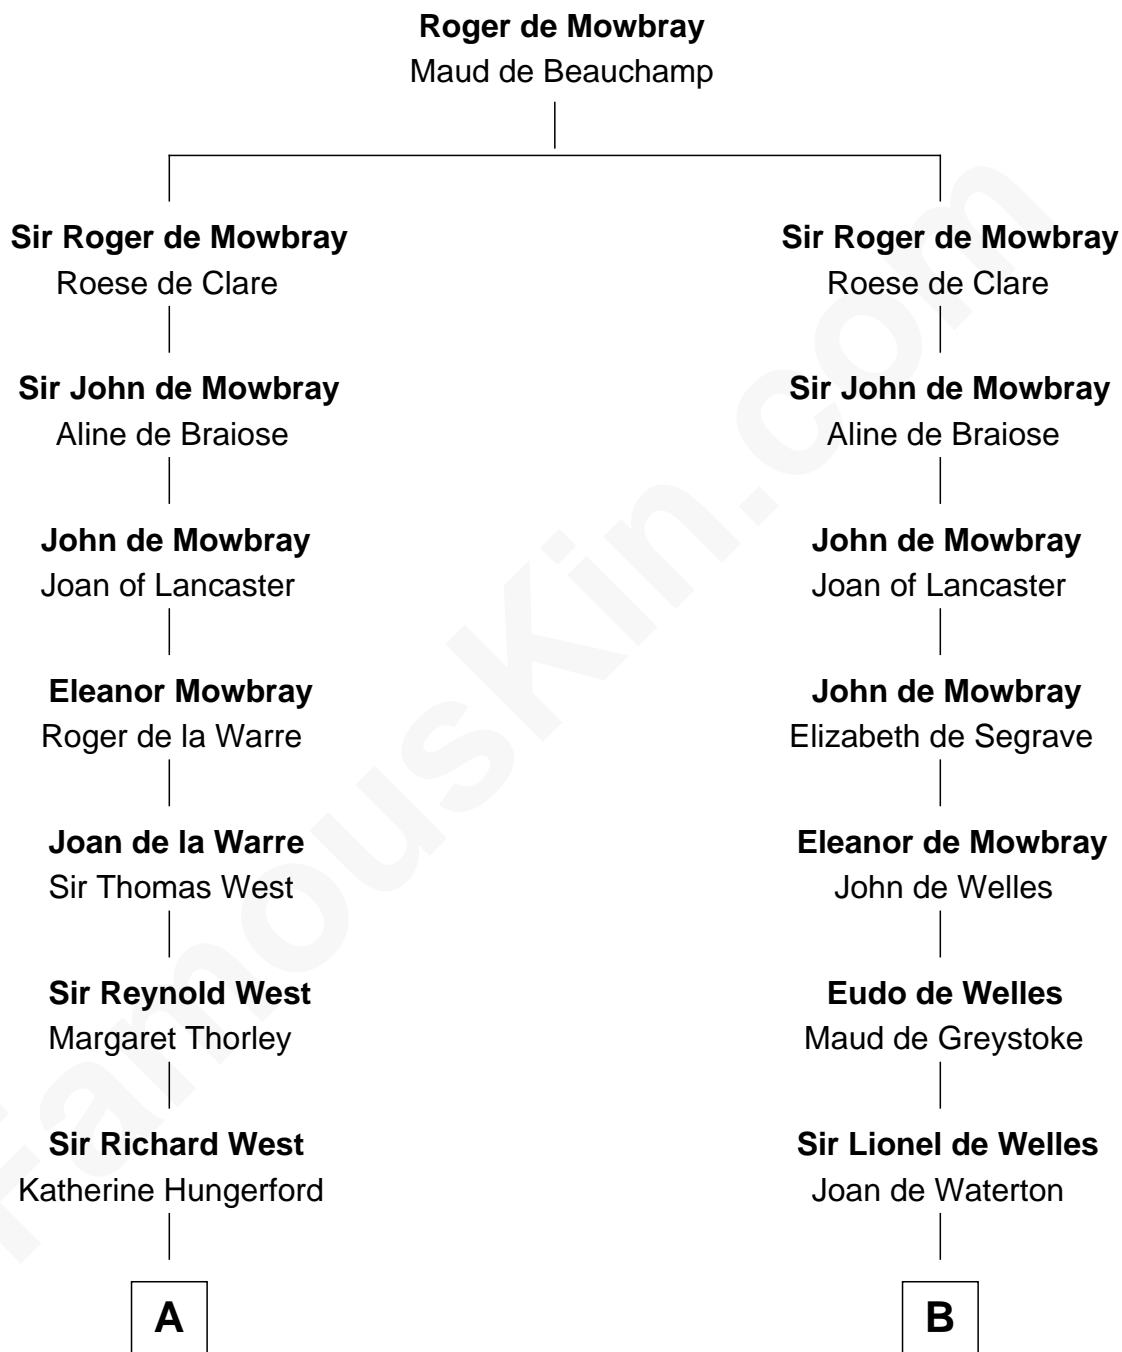 Roger de Mowbray
Maud de Beauchamp
Sir Roger de Mowbray
Roese de Clare
Sir John de Mowbray
Aline de Braiose
John de Mowbray
Joan of Lancaster
Eleanor Mowbray
Roger de la Warre
Joan de la Warre
Sir Thomas West
Sir Reynold West
Margaret Thorley
Sir Richard West
Katherine Hungerford
A
Sir Roger de Mowbray
Roese de Clare
Sir John de Mowbray
Aline de Braiose
John de Mowbray
Joan of Lancaster
John de Mowbray
Elizabeth de Segrave
Eleanor de Mowbray
John de Welles
Eudo de Welles
Maud de Greystoke
Sir Lionel de Welles
Joan de Waterton
B
FamousKin.com